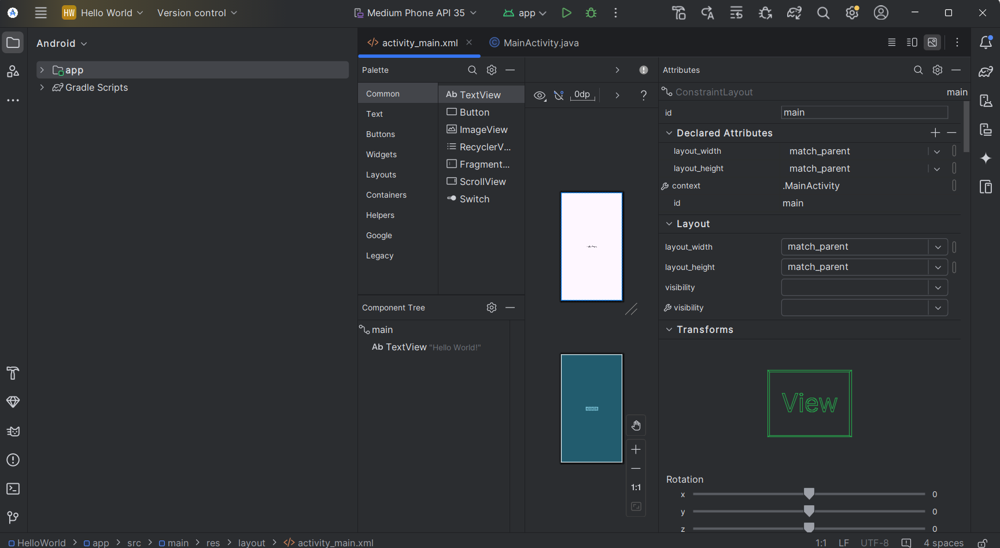 HW Hello World Version control Medium Phone API 35 app
Android
activity_main.xml MainActivity.java
app
Gradle Scripts
Palette
Common
Text
Buttons
Widgets
Layouts
Containers
Helpers
Google
Legacy
Ab TextView
Button
ImageView
RecyclerV...
Fragment...
ScrollView
Switch
Component Tree
main
Ab TextView "Hello World!"
0dp ?
1:1
Attributes
ConstraintLayout main
id main
Declared Attributes
layout_width match_parent
layout_height match_parent
context .MainActivity
id main
Layout
layout_width match_parent
layout_height match_parent
visibility
visibility
Transforms
View
Rotation
x 0
y 0
z 0
HelloWorld > app > src > main > res > layout > activity_main.xml 1:1 LF UTF-8 4 spaces